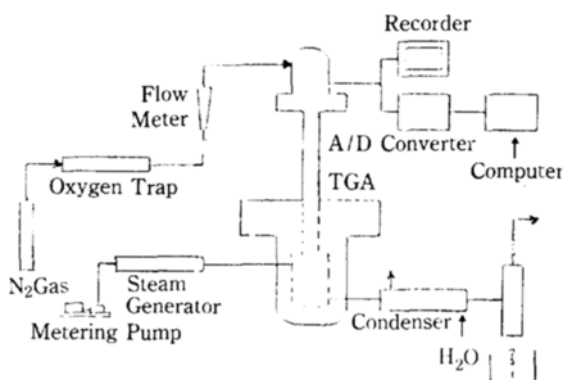 Recorder
Flow
Meter
A/D Converter
Computer
Oxygen Trap
TGA
N₂Gas
Steam
Generator
Metering Pump
Condenser
H₂O